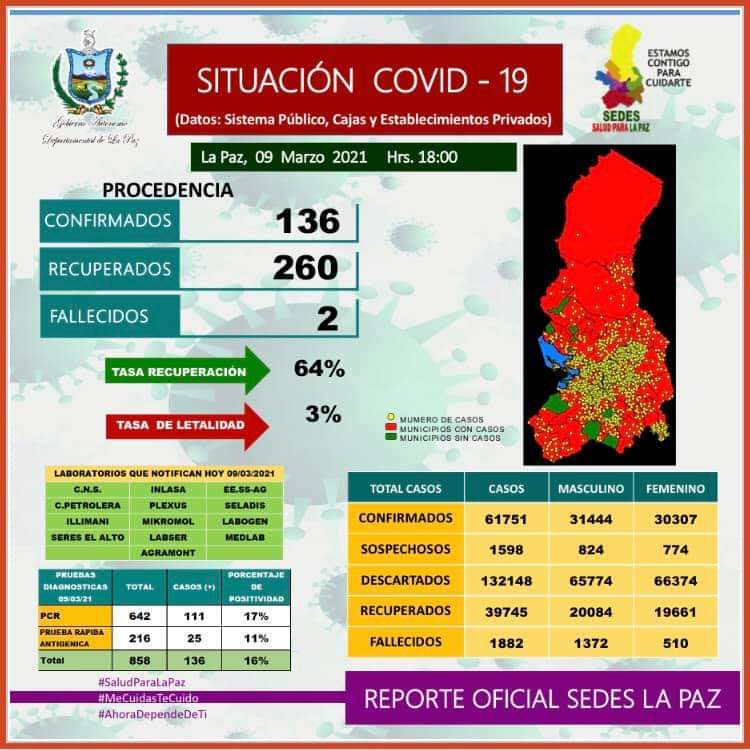 SITUACIÓN COVID - 19
(Datos: Sistema Público, Cajas y Establecimientos Privados)
Gobierno Autónomo
Departamental de La Paz
ESTAMOS
CONTIGO
PARA
CUIDARTE
SEDES
SALUD PARA LA PAZ
La Paz, 09 Marzo 2021 Hrs. 18:00
PROCEDENCIA
CONFIRMADOS 136
RECUPERADOS 260
FALLECIDOS 2
TASA RECUPERACIÓN 64%
TASA DE LETALIDAD 3%
MUMERO DE CASOS
MUNICIPIOS CON CASOS
MUNICIPIOS SIN CASOS
LABORATORIOS QUE NOTIFICAN HOY 09/03/2021
C.N.S. INLASA EE.SS-AG
C.PETROLERA PLEXUS SELADIS
ILLIMANI MIKROMOL LABOGEN
SERES EL ALTO LABSER MEDLAB
AGRAMONT
PRUEBAS
DIAGNOSTICAS
09/03/21
TOTAL
CASOS (+)
PORCENTAJE
DE
POSITIVIDAD
PCR 642 111 17%
PRUEBA RAPIDA
ANTIGENICA
216 25 11%
Total 858 136 16%
TOTAL CASOS CASOS MASCULINO FEMENINO
CONFIRMADOS 61751 31444 30307
SOSPECHOSOS 1598 824 774
DESCARTADOS 132148 65774 66374
RECUPERADOS 39745 20084 19661
FALLECIDOS 1882 1372 510
#SaludParaLaPaz
#MeCuidasTeCuido
#AhoraDependeDeTi
REPORTE OFICIAL SEDES LA PAZ